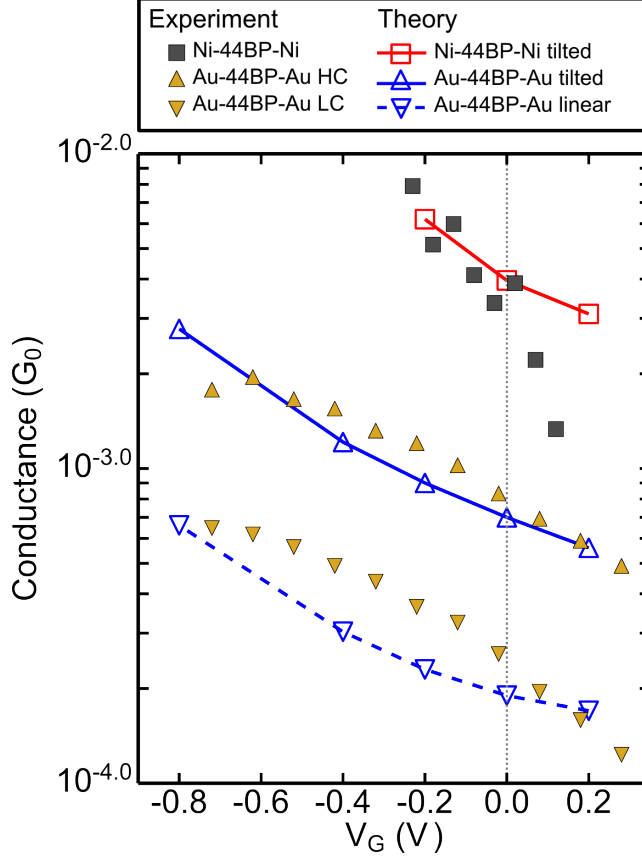 Experiment Theory
Ni-44BP-Ni Ni-44BP-Ni tilted
Au-44BP-Au HC Au-44BP-Au tilted
Au-44BP-Au LC Au-44BP-Au linear
10^-2.0
10^-3.0
10^-4.0
Conductance (G₀)
-0.8 -0.6 -0.4 -0.2 0.0 0.2
V_G (V)